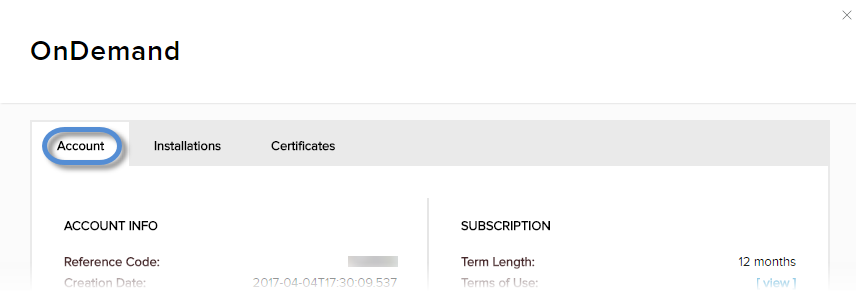 OnDemand
Account Installations Certificates
ACCOUNT INFO
Reference Code:
Creation Date: 2017-04-04T17:30:09.537
SUBSCRIPTION
Term Length: 12 months
Terms of Use: [ view ]